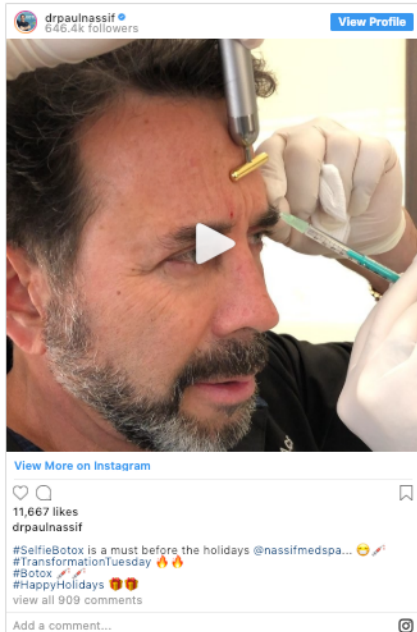 drpaulnassif
646.4k followers
View Profile
View More on Instagram
11,667 likes
drpaulnassif
#SelfieBotox is a must before the holidays @nassifmedspa... 😁💉
#TransformationTuesday 🔥🔥
#Botox 💉💉
#HappyHolidays 🎁🎁
view all 909 comments
Add a comment...